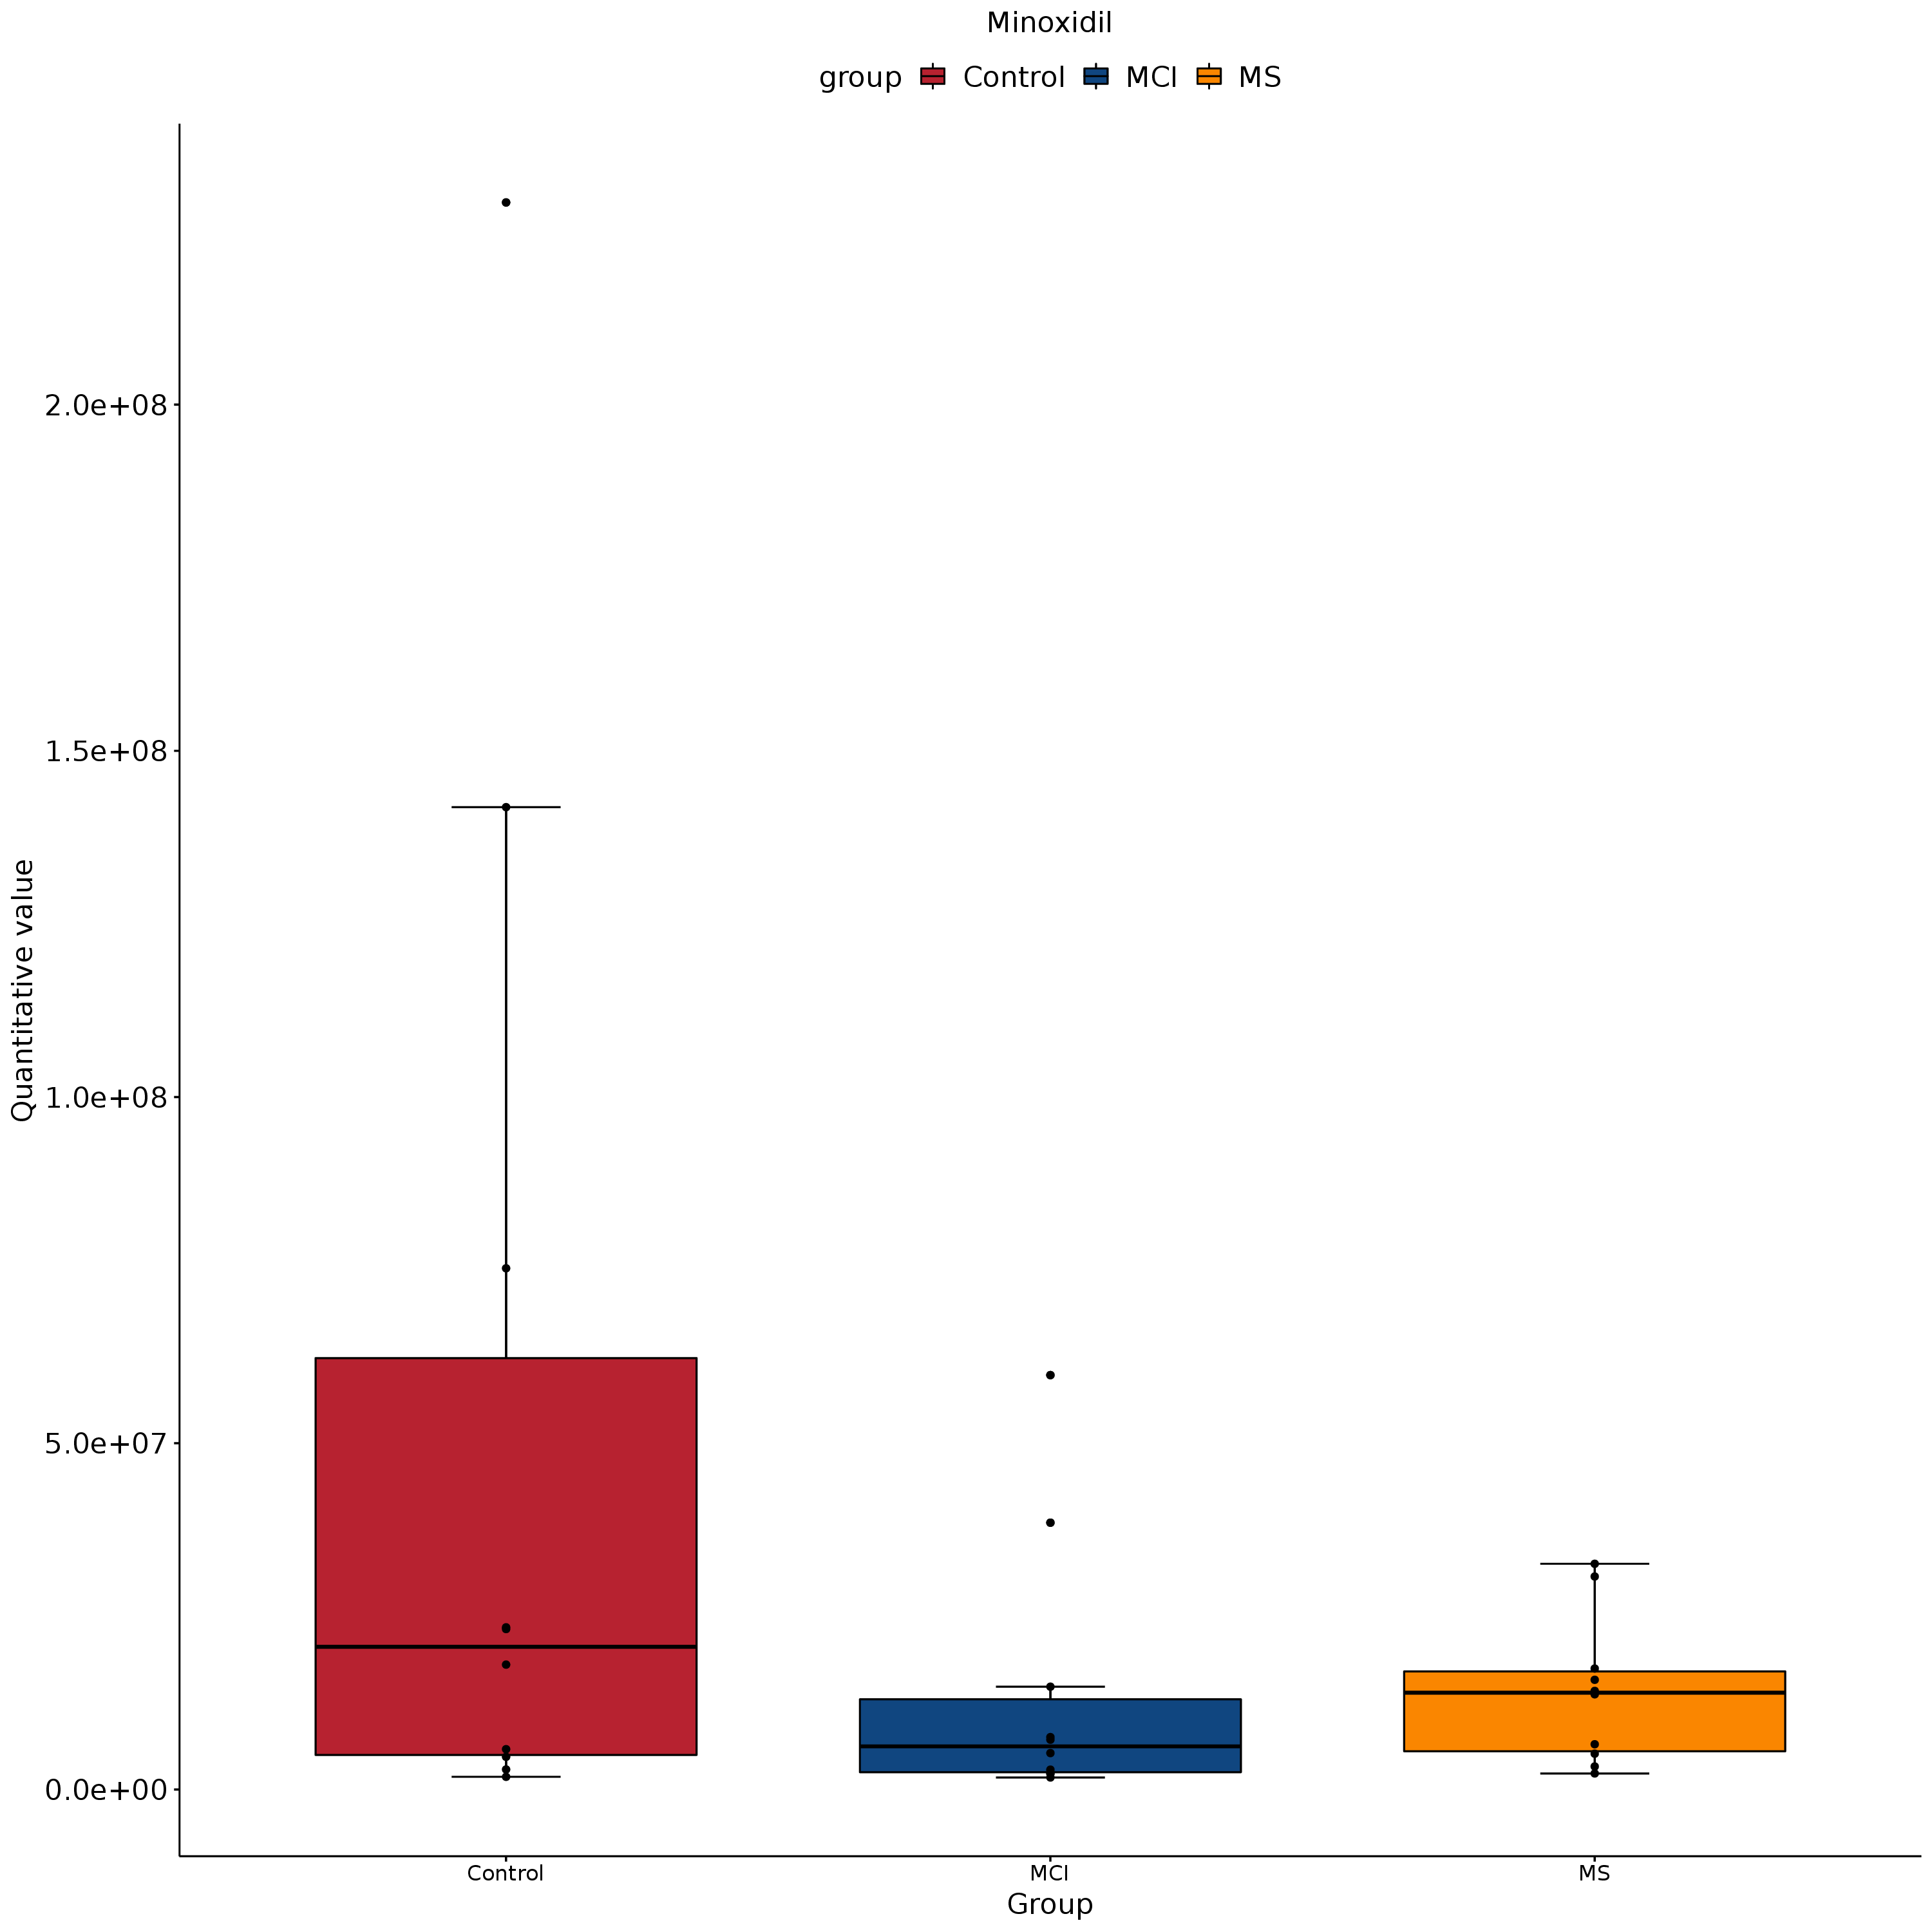 Minoxidil
group Control MCI MS
2.0e+08
1.5e+08
1.0e+08
5.0e+07
0.0e+00
Quantitative value
Control MCI MS
Group